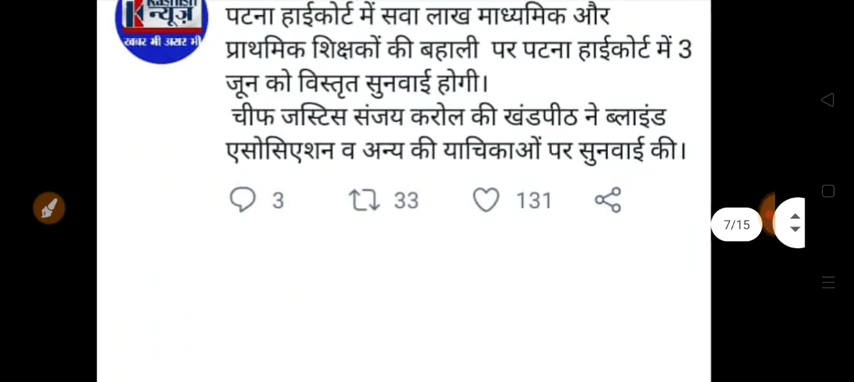 Kashish
न्यूज़
खबर भी असर भी
पटना हाईकोर्ट में सवा लाख माध्यमिक और
प्राथमिक शिक्षकों की बहाली पर पटना हाईकोर्ट में 3
जून को विस्तृत सुनवाई होगी।
चीफ जस्टिस संजय करोल की खंडपीठ ने ब्लाइंड
एसोसिएशन व अन्य की याचिकाओं पर सुनवाई की।
3 33 131
7/15